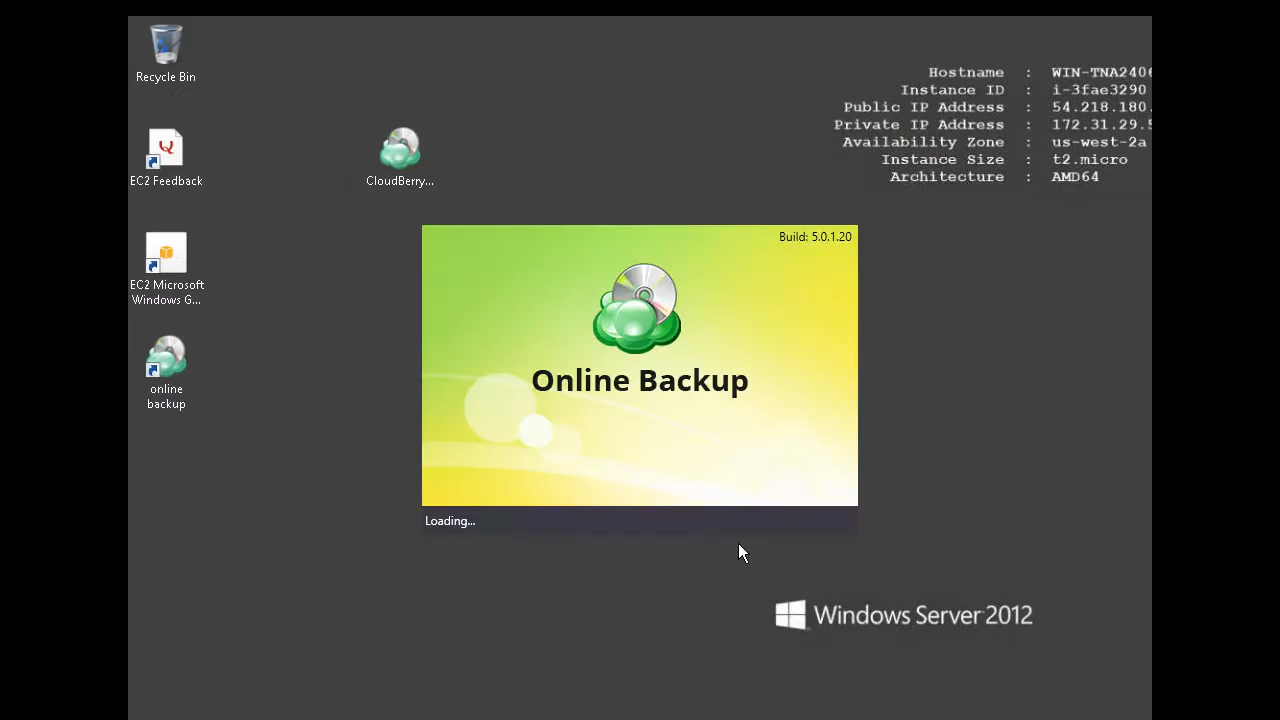 Recycle Bin
Hostname : WIN-TNA240
Instance ID : i-3fae3290
Public IP Address : 54.218.180.
Private IP Address : 172.31.29.
Availability Zone : us-west-2a
Instance Size : t2.micro
Architecture : AMD64
EC2 Feedback
CloudBerry...
EC2 Microsoft
Windows G...
online
backup
Build: 5.0.1.20
Online Backup
Loading...
Windows Server 2012